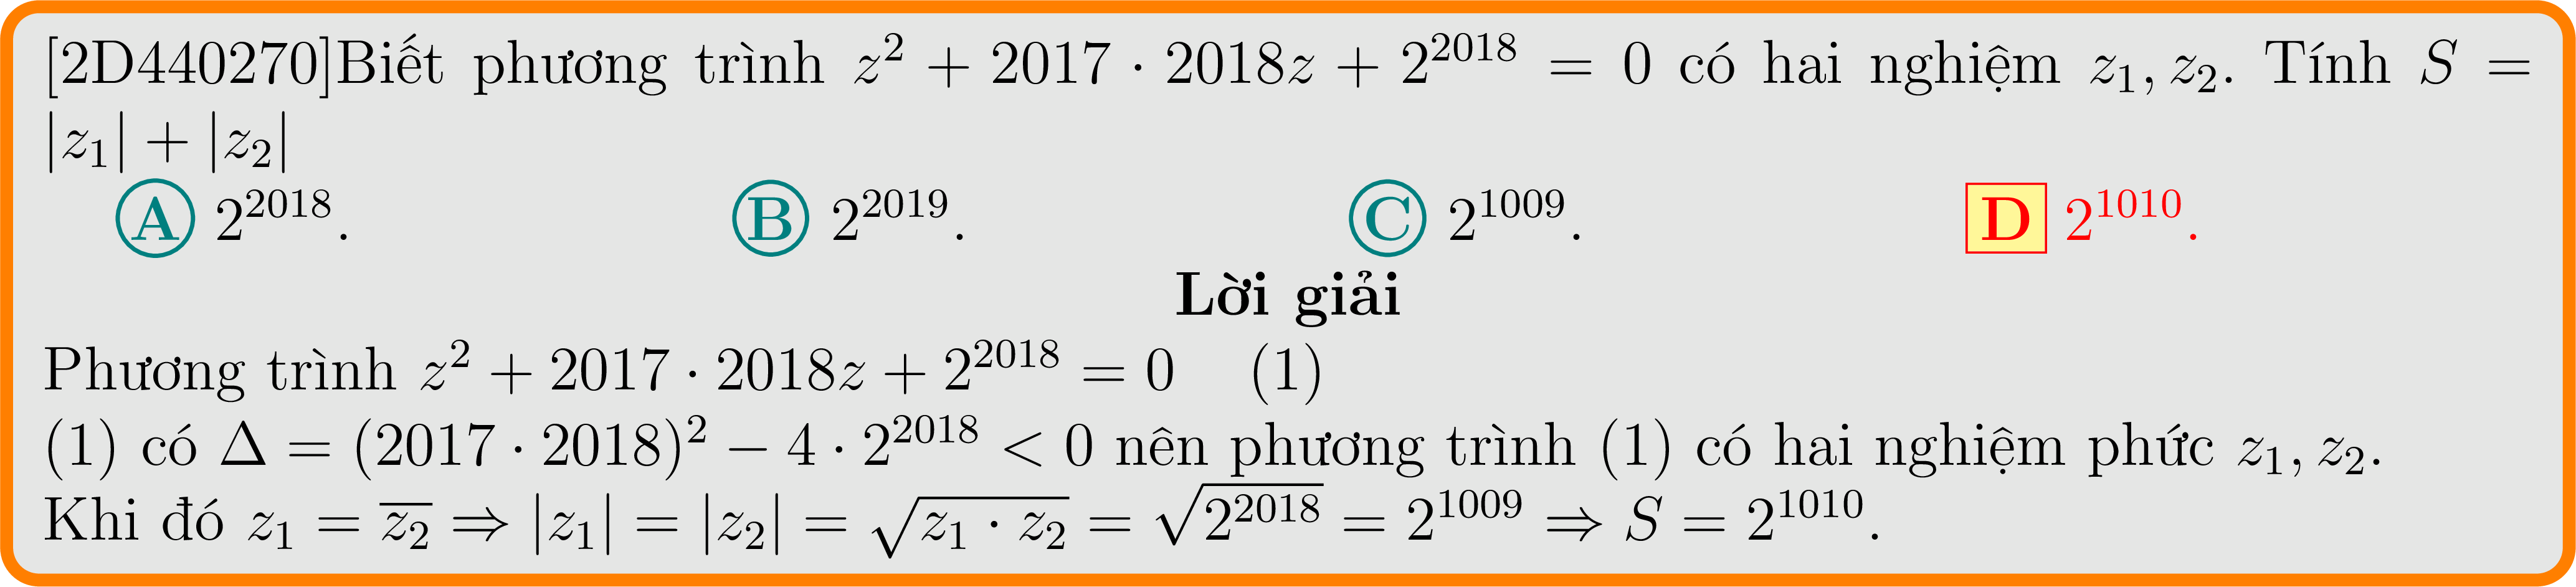 [2D440270]Biết phương trình $z^2 + 2017 \cdot 2018z + 2^{2018} = 0$ có hai nghiệm $z_1, z_2$. Tính $S =$
$|z_1| + |z_2|$
A $2^{2018}$. B $2^{2019}$. C $2^{1009}$. D $2^{1010}$.
Lời giải
Phương trình $z^2 + 2017 \cdot 2018z + 2^{2018} = 0$ (1)
(1) có $\Delta = (2017 \cdot 2018)^2 - 4 \cdot 2^{2018} < 0$ nên phương trình (1) có hai nghiệm phức $z_1, z_2$.
Khi đó $z_1 = \overline{z_2} \Rightarrow |z_1| = |z_2| = \sqrt{z_1 \cdot z_2} = \sqrt{2^{2018}} = 2^{1009} \Rightarrow S = 2^{1010}$.